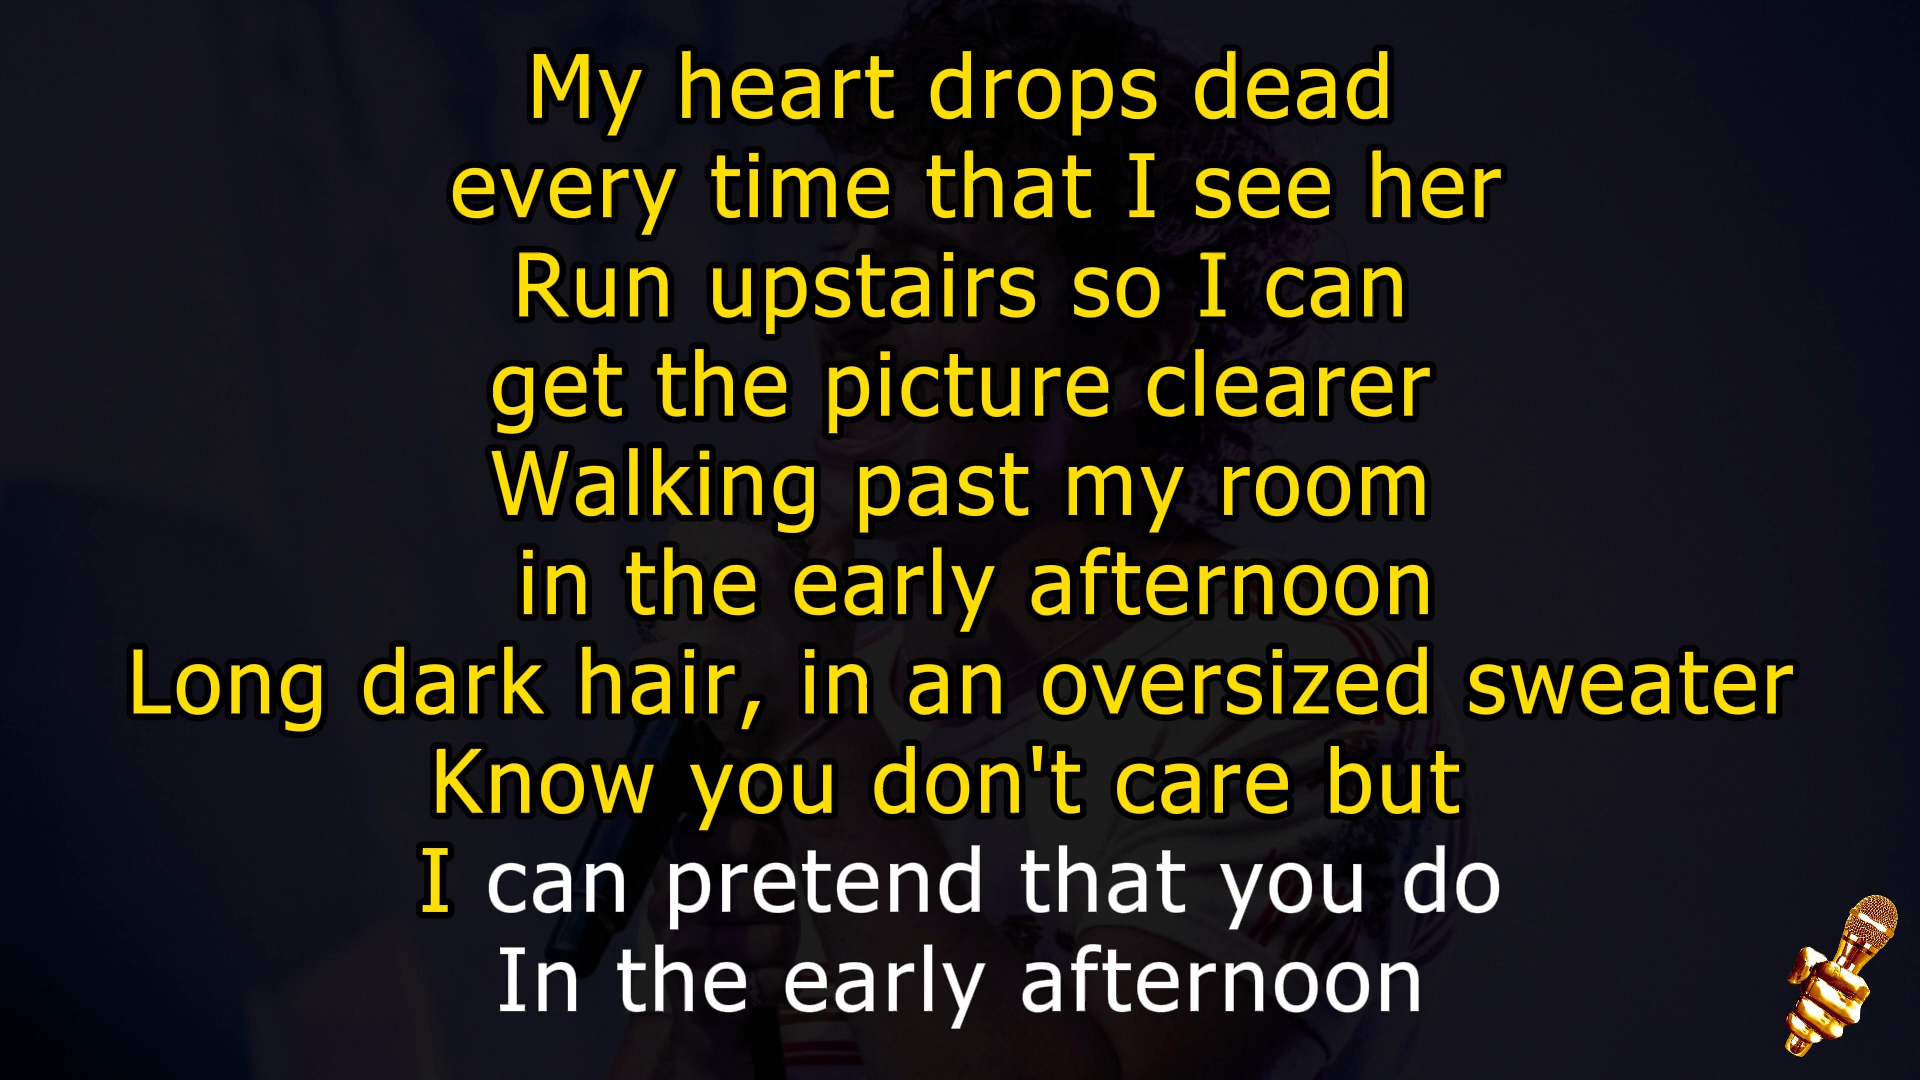 My heart drops dead
every time that I see her
Run upstairs so I can
get the picture clearer
Walking past my room
in the early afternoon
Long dark hair, in an oversized sweater
Know you don't care but
I can pretend that you do
In the early afternoon